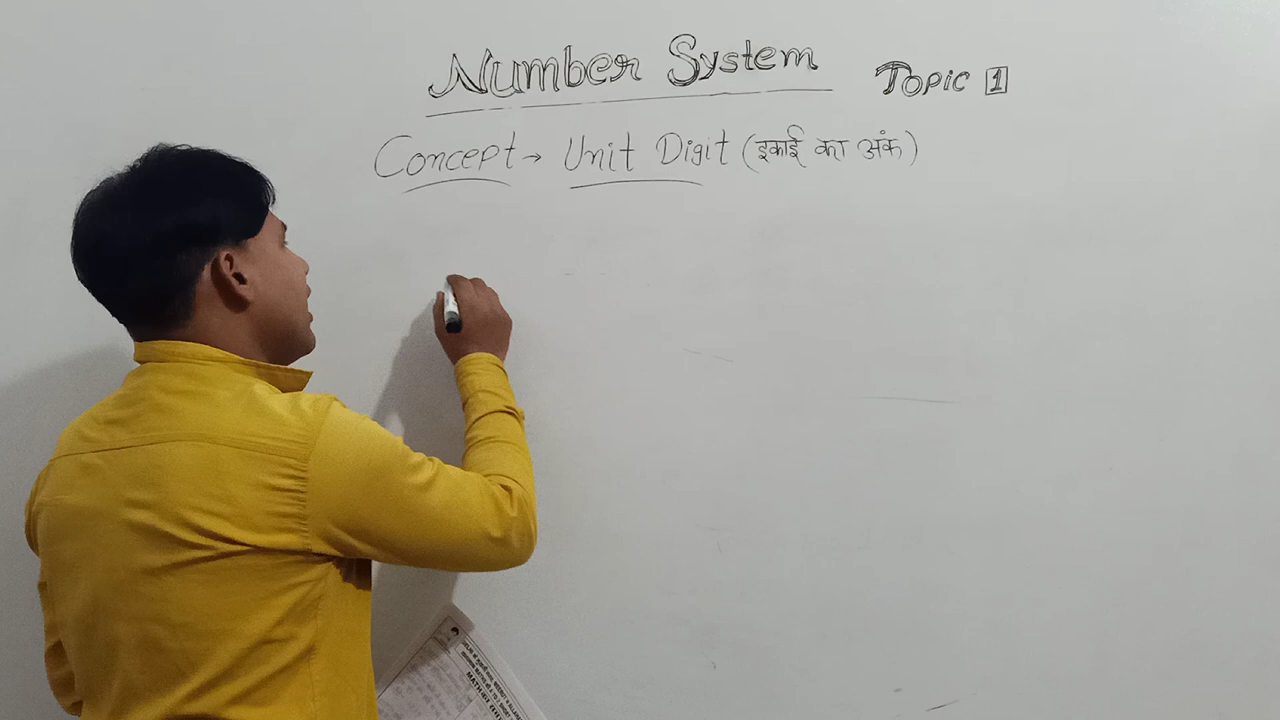 Number System Topic 1
Concept → Unit Digit (इकाई का अंक)